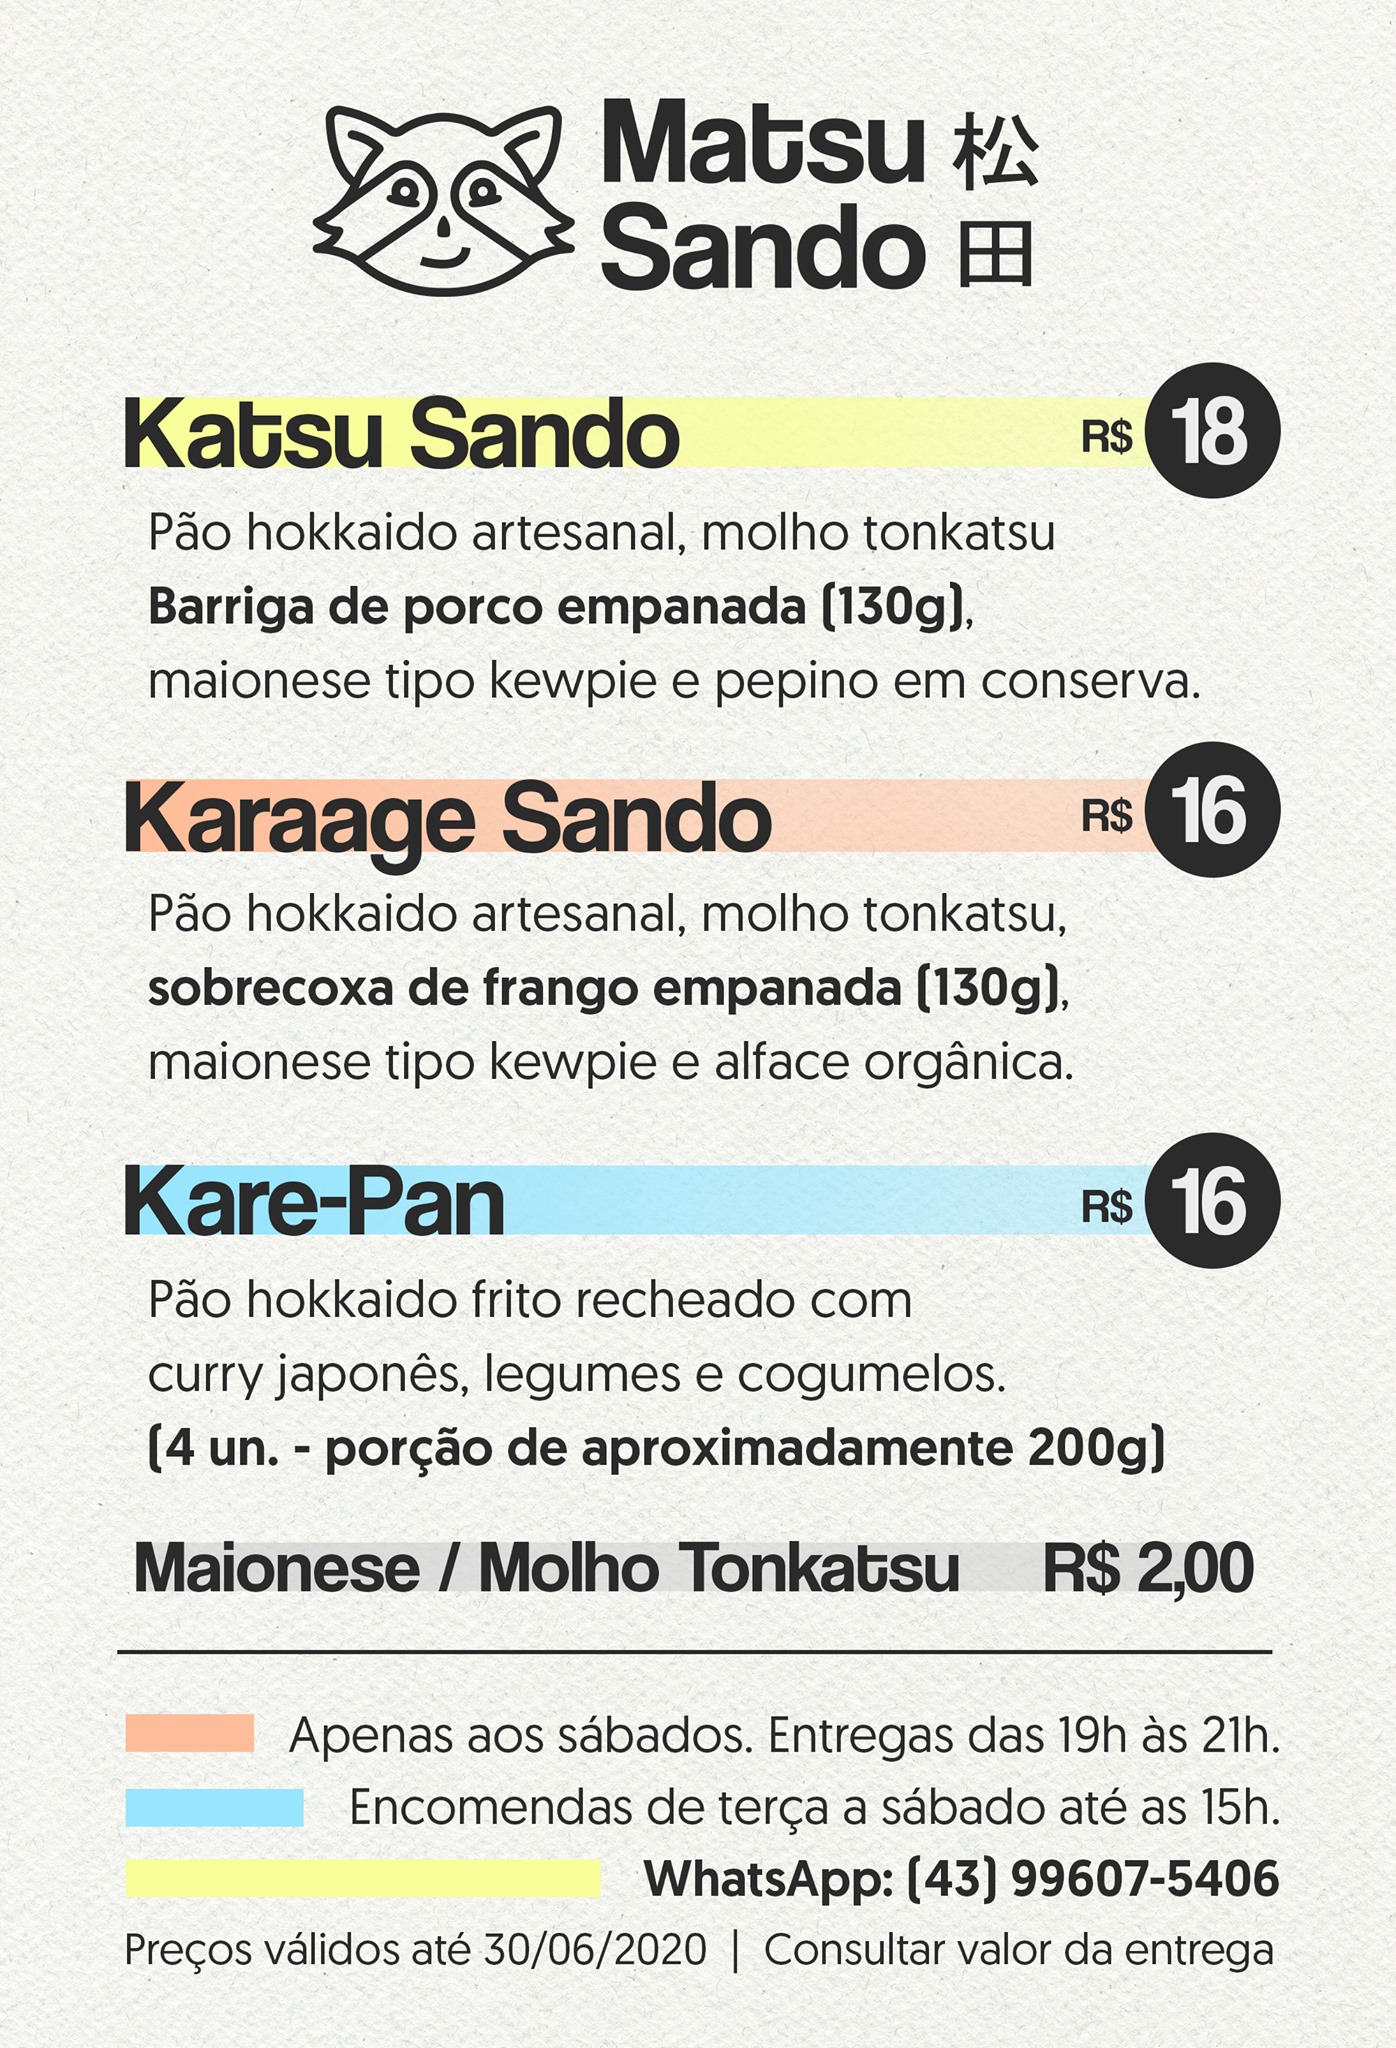 Matsu 松
Sando 田
Katsu Sando R$ 18
Pão hokkaido artesanal, molho tonkatsu
Barriga de porco empanada (130g),
maionese tipo kewpie e pepino em conserva.
Karaage Sando R$ 16
Pão hokkaido artesanal, molho tonkatsu,
sobrecoxa de frango empanada (130g),
maionese tipo kewpie e alface orgânica.
Kare-Pan R$ 16
Pão hokkaido frito recheado com
curry japonês, legumes e cogumelos.
(4 un. - porção de aproximadamente 200g)
Maionese / Molho Tonkatsu R$ 2,00
Apenas aos sábados. Entregas das 19h às 21h.
Encomendas de terça a sábado até as 15h.
WhatsApp: (43) 99607-5406
Preços válidos até 30/06/2020 | Consultar valor da entrega